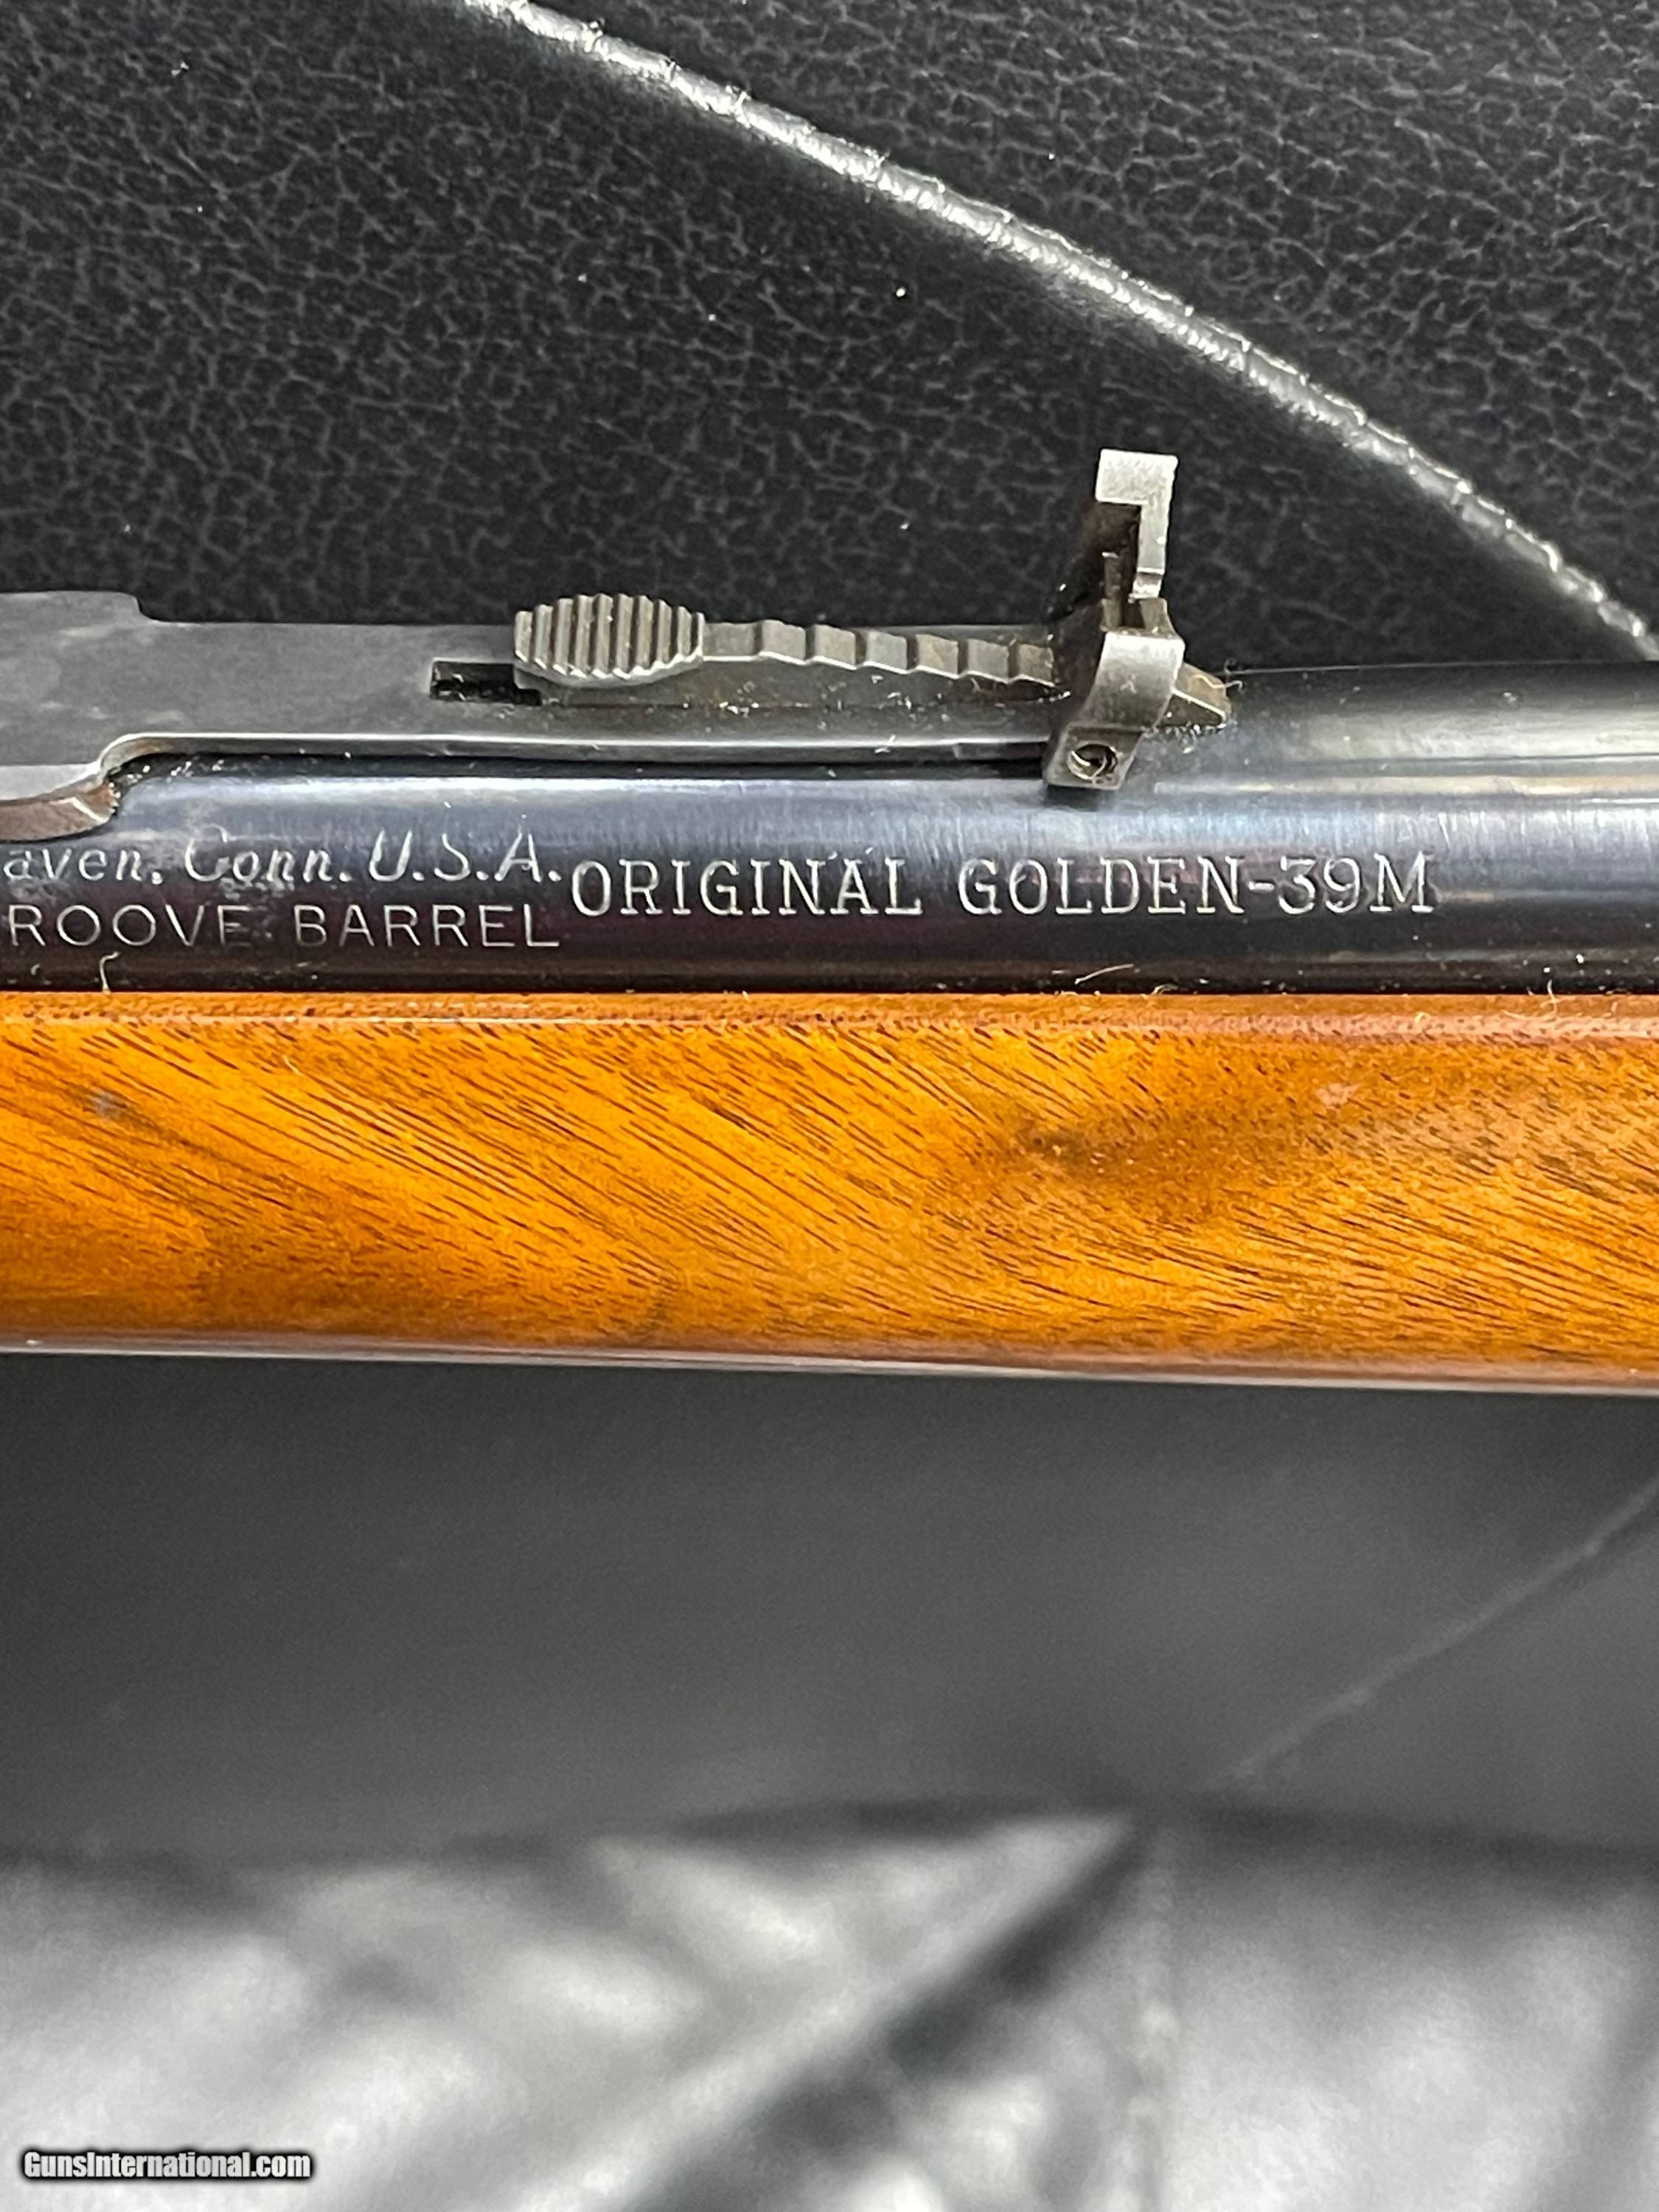 aven, Conn. U.S.A.
ROOVE BARREL
ORIGINAL GOLDEN-39M
GunsInternational.com